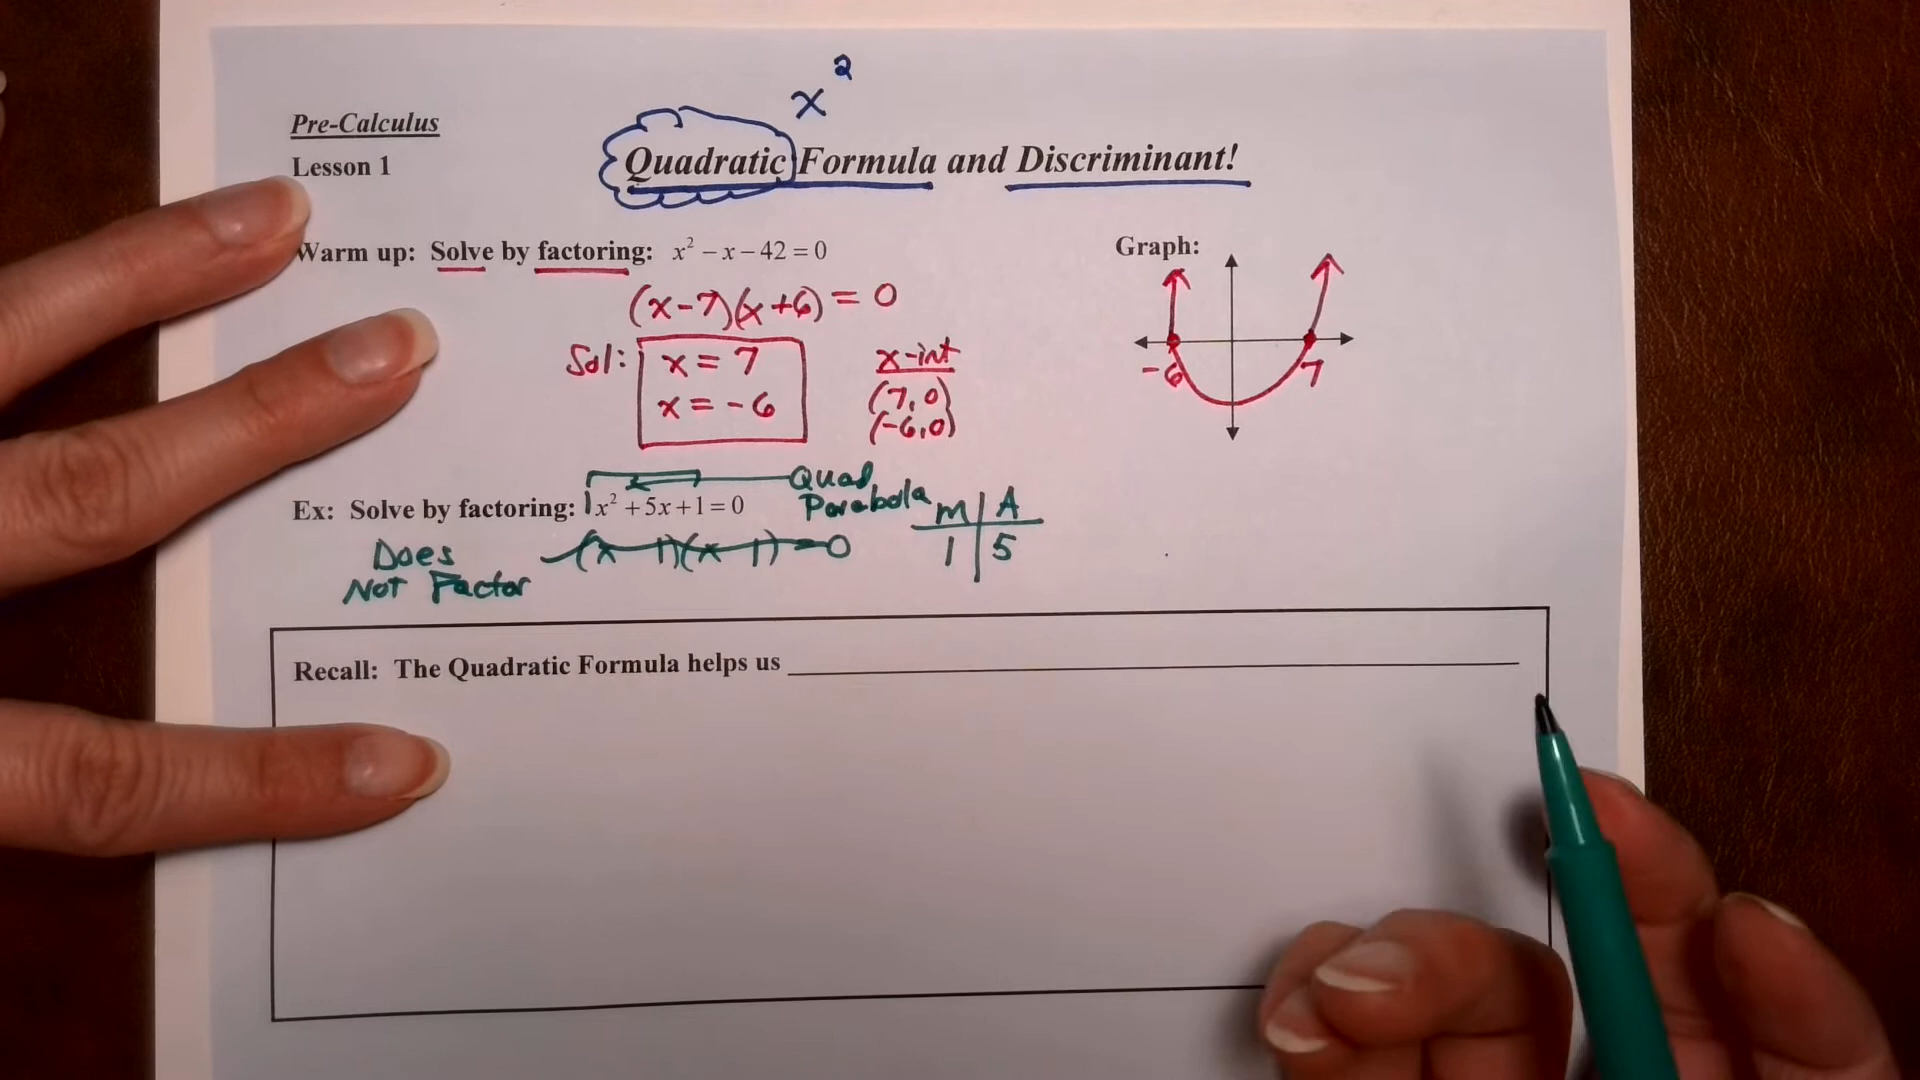 x²
Pre-Calculus
Lesson 1
Quadratic Formula and Discriminant!
Warm up: Solve by factoring: x² – x – 42 = 0
(x-7)(x+6) = 0
Sol: x = 7
x = -6
x-int
(7,0)
(-6,0)
Graph:
-6 7
Quad
Parabola
Ex: Solve by factoring: 1x² + 5x + 1 = 0
(x 1)(x 1) = 0
M | A
1 | 5
Does
Not Factor
Recall: The Quadratic Formula helps us ____________________